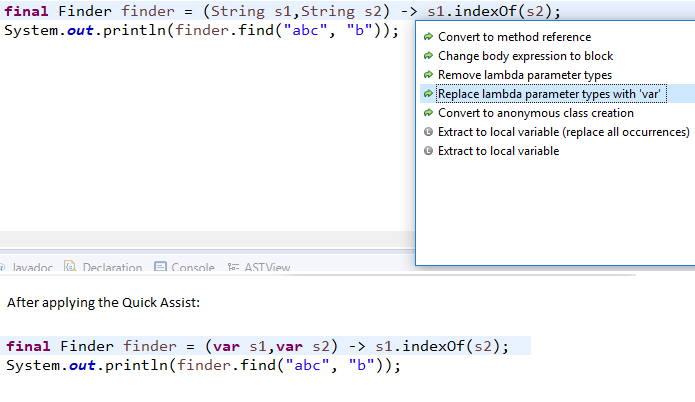 final Finder finder = (String s1,String s2) -> s1.indexOf(s2);
System.out.println(finder.find("abc", "b"));
Convert to method reference
Change body expression to block
Remove lambda parameter types
Replace lambda parameter types with 'var'
Convert to anonymous class creation
Extract to local variable (replace all occurrences)
Extract to local variable
@ Javadoc Declaration Console ASTView
After applying the Quick Assist:
final Finder finder = (var s1,var s2) -> s1.indexOf(s2);
System.out.println(finder.find("abc", "b"));